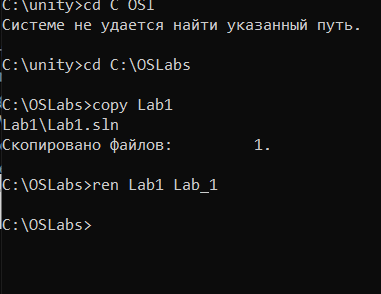 C:\unity>cd C OSl
Системе не удается найти указанный путь.
C:\unity>cd C:\OSLabs
C:\OSLabs>copy Lab1
Lab1\Lab1.sln
Скопировано файлов: 1.
C:\OSLabs>ren Lab1 Lab_1
C:\OSLabs>